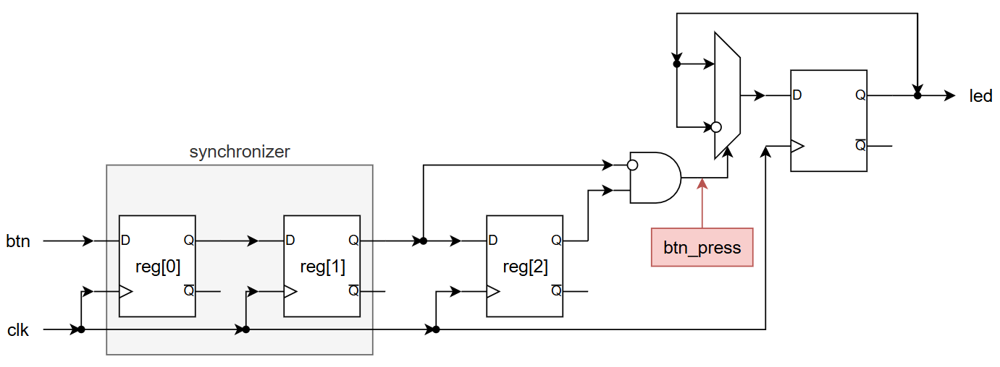 led
D
Q
Q
synchronizer
btn
D
Q
reg[0]
Q
D
Q
reg[1]
Q
D
Q
reg[2]
Q
btn_press
clk